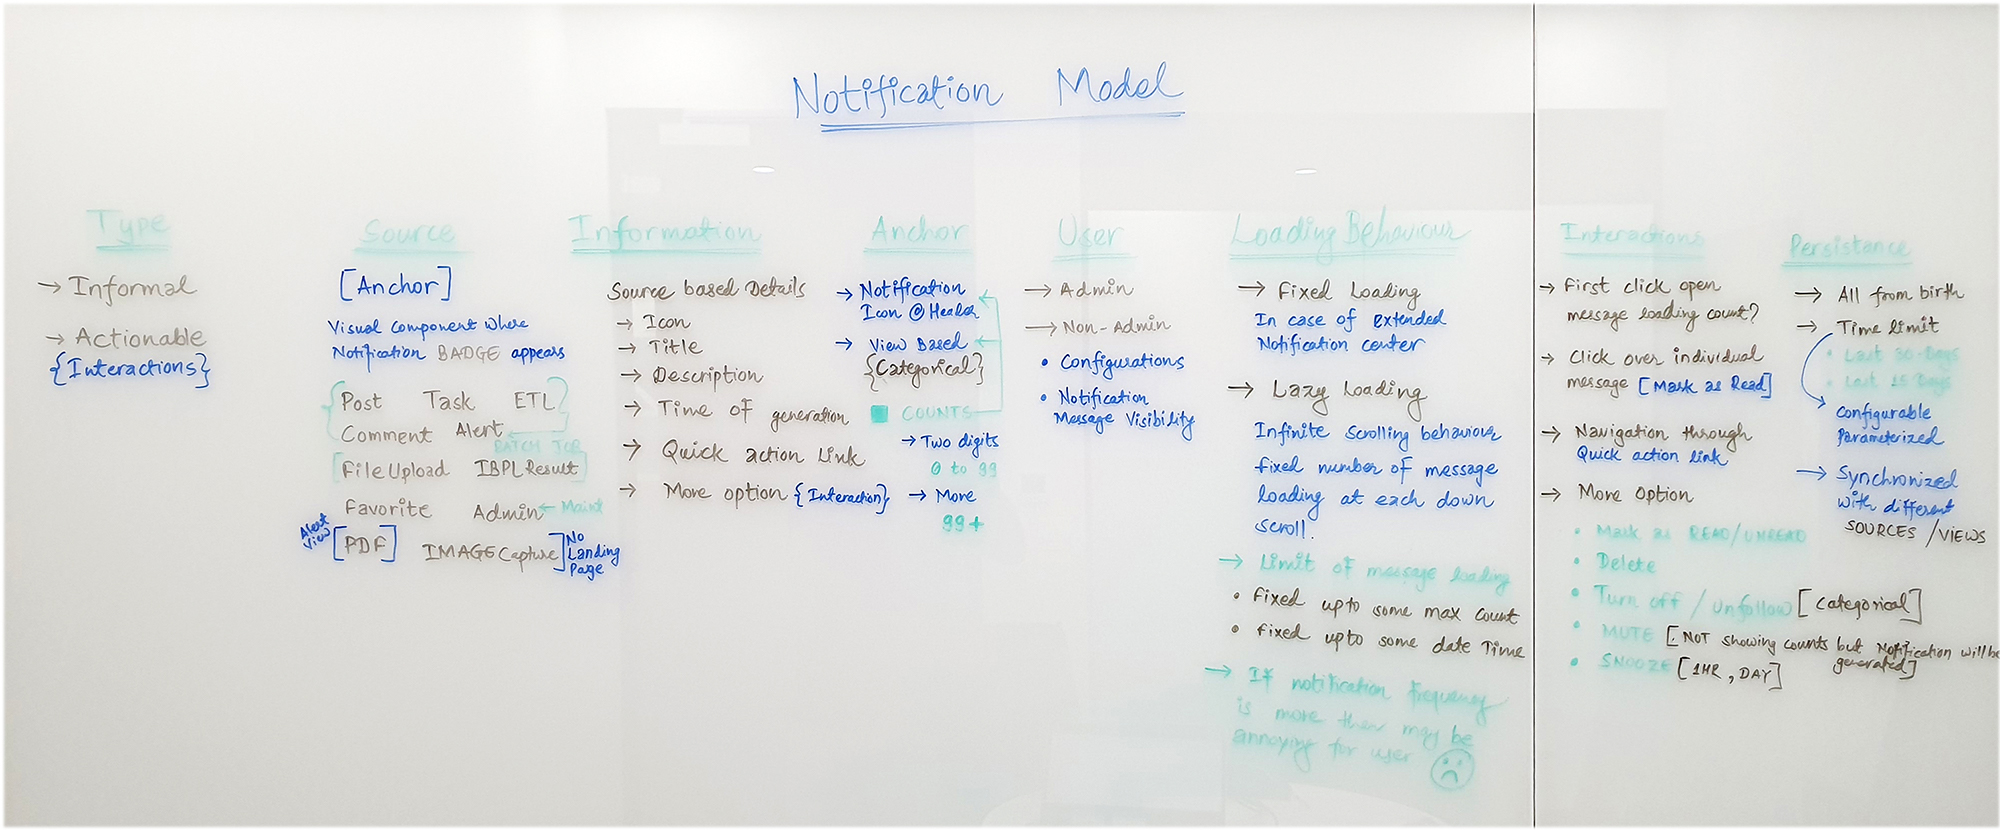 Notification Model
Type
→ Informal
→ Actionable
{Interactions}
Source
[Anchor]
Visual component where
Notification BADGE appears
Post Task ETL
Comment Alert
BATCH JOB
[FileUpload IBPL Result]
Favorite Admin ← Maint
Alert
View
[PDF] IMAGE Capture]
No
Landing
Page
Information
Source based Details
→ Icon
→ Title
→ Description
→ Time of generation
→ Quick action Link
→ More option {Interaction}
Anchor
→ Notification
Icon @ Header
→ View Based
{Categorical}
COUNTS
→ Two digits
0 to 99
→ More
99+
User
→ Admin
→ Non-Admin
• Configurations
• Notification
Message Visibility
Loading Behaviour
→ Fixed Loading
In case of Extended
Notification center
→ Lazy Loading
Infinite Scrolling behaviour
fixed number of message
loading at each down
scroll.
→ Limit of message loading
• fixed upto some max count
• fixed upto some date Time
→ If notification frequency
is more then may be
annoying for user
Interactions
→ First click open
message loading count?
→ Click over individual
message [Mask as Read]
→ Navigation through
Quick action link
→ More Option
• Mask as READ/UNREAD
• Delete
• Turn off / Unfollow [Categorical]
• MUTE [NOT showing counts but Notification will be
generated]
• SNOOZE [1HR, DAY]
Persistance
→ All from birth
→ Time limit
• Last 30-Days
• Last 15 Days
Configurable
Parameterized
→ Synchronized
with different
SOURCES / VIEWS